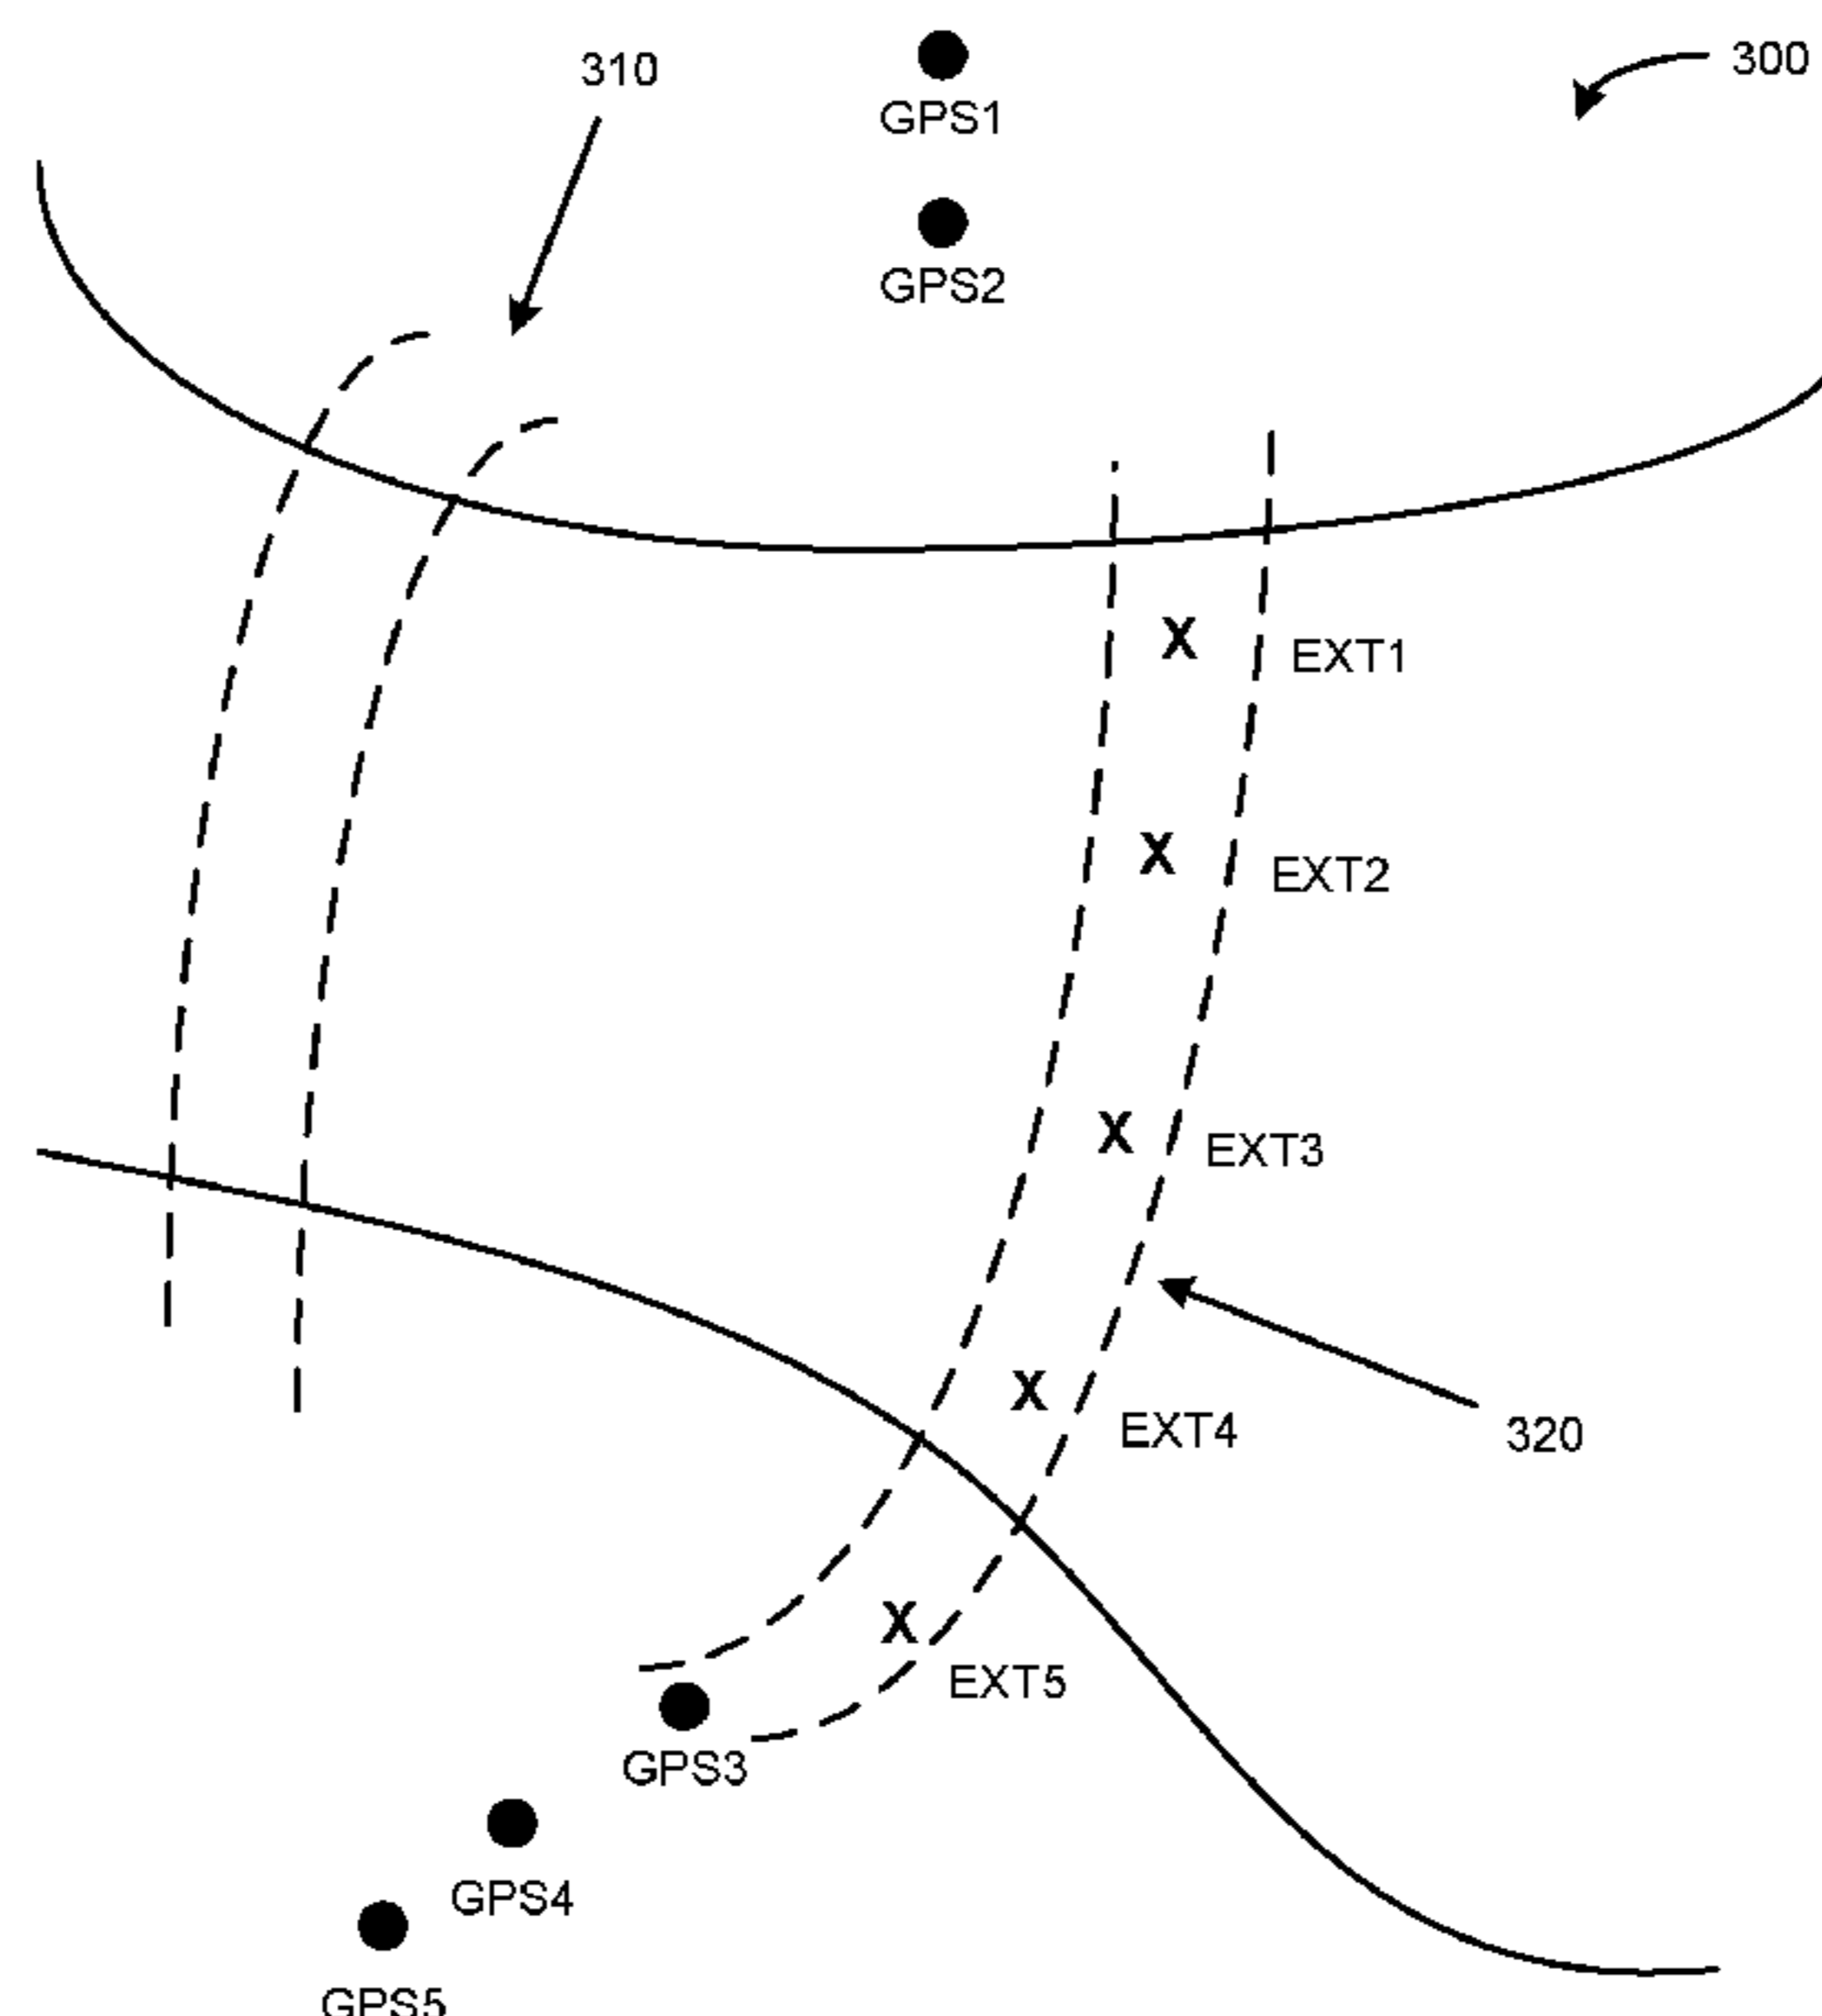 310
GPS1
300
GPS2
X
EXT1
X
EXT2
X
EXT3
X
EXT4
320
X
EXT5
GPS3
GPS4
GPS5